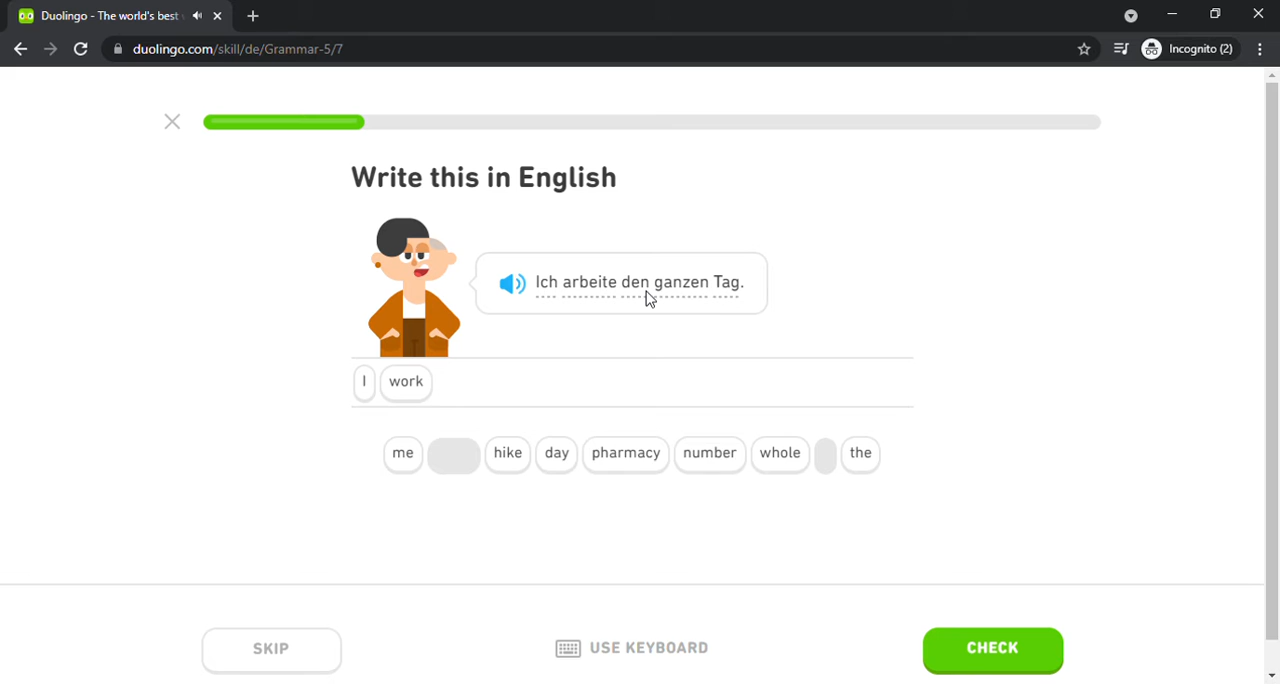 Duolingo - The world's best
duolingo.com/skill/de/Grammar-5/7
Incognito (2)
Write this in English
Ich arbeite den ganzen Tag.
I work
me hike day pharmacy number whole the
SKIP
USE KEYBOARD
CHECK